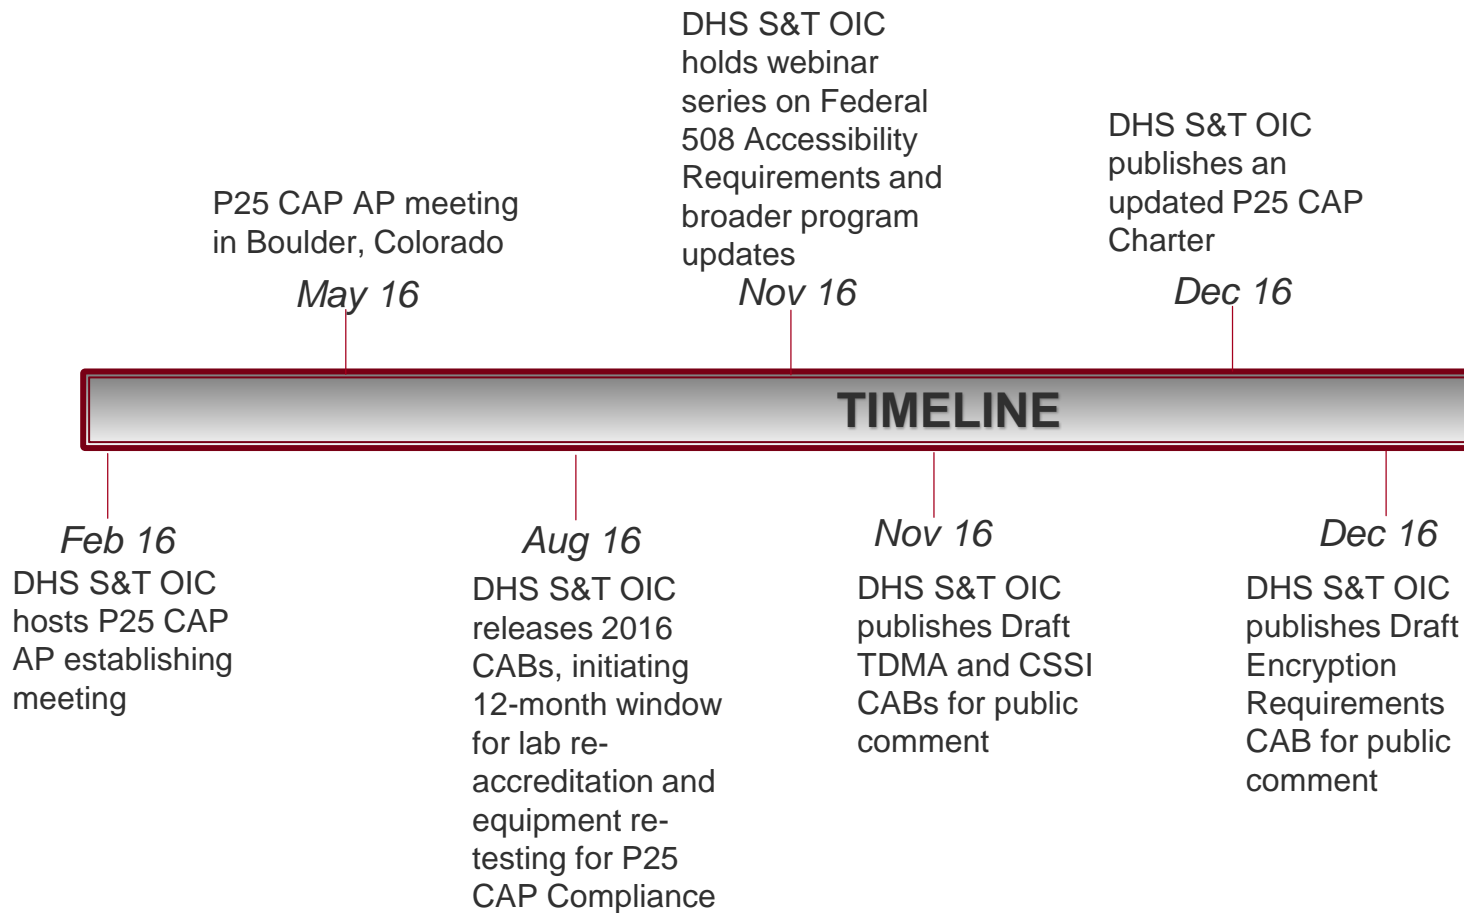 DHS S&T OIC
holds webinar
series on Federal
508 Accessibility
Requirements and
broader program
updates
Nov 16
DHS S&T OIC
publishes an
updated P25 CAP
Charter
Dec 16
P25 CAP AP meeting
in Boulder, Colorado
May 16
TIMELINE
Feb 16
DHS S&T OIC
hosts P25 CAP
AP establishing
meeting
Aug 16
DHS S&T OIC
releases 2016
CABs, initiating
12-month window
for lab re-
accreditation and
equipment re-
testing for P25
CAP Compliance
Nov 16
DHS S&T OIC
publishes Draft
TDMA and CSSI
CABs for public
comment
Dec 16
DHS S&T OIC
publishes Draft
Encryption
Requirements
CAB for public
comment